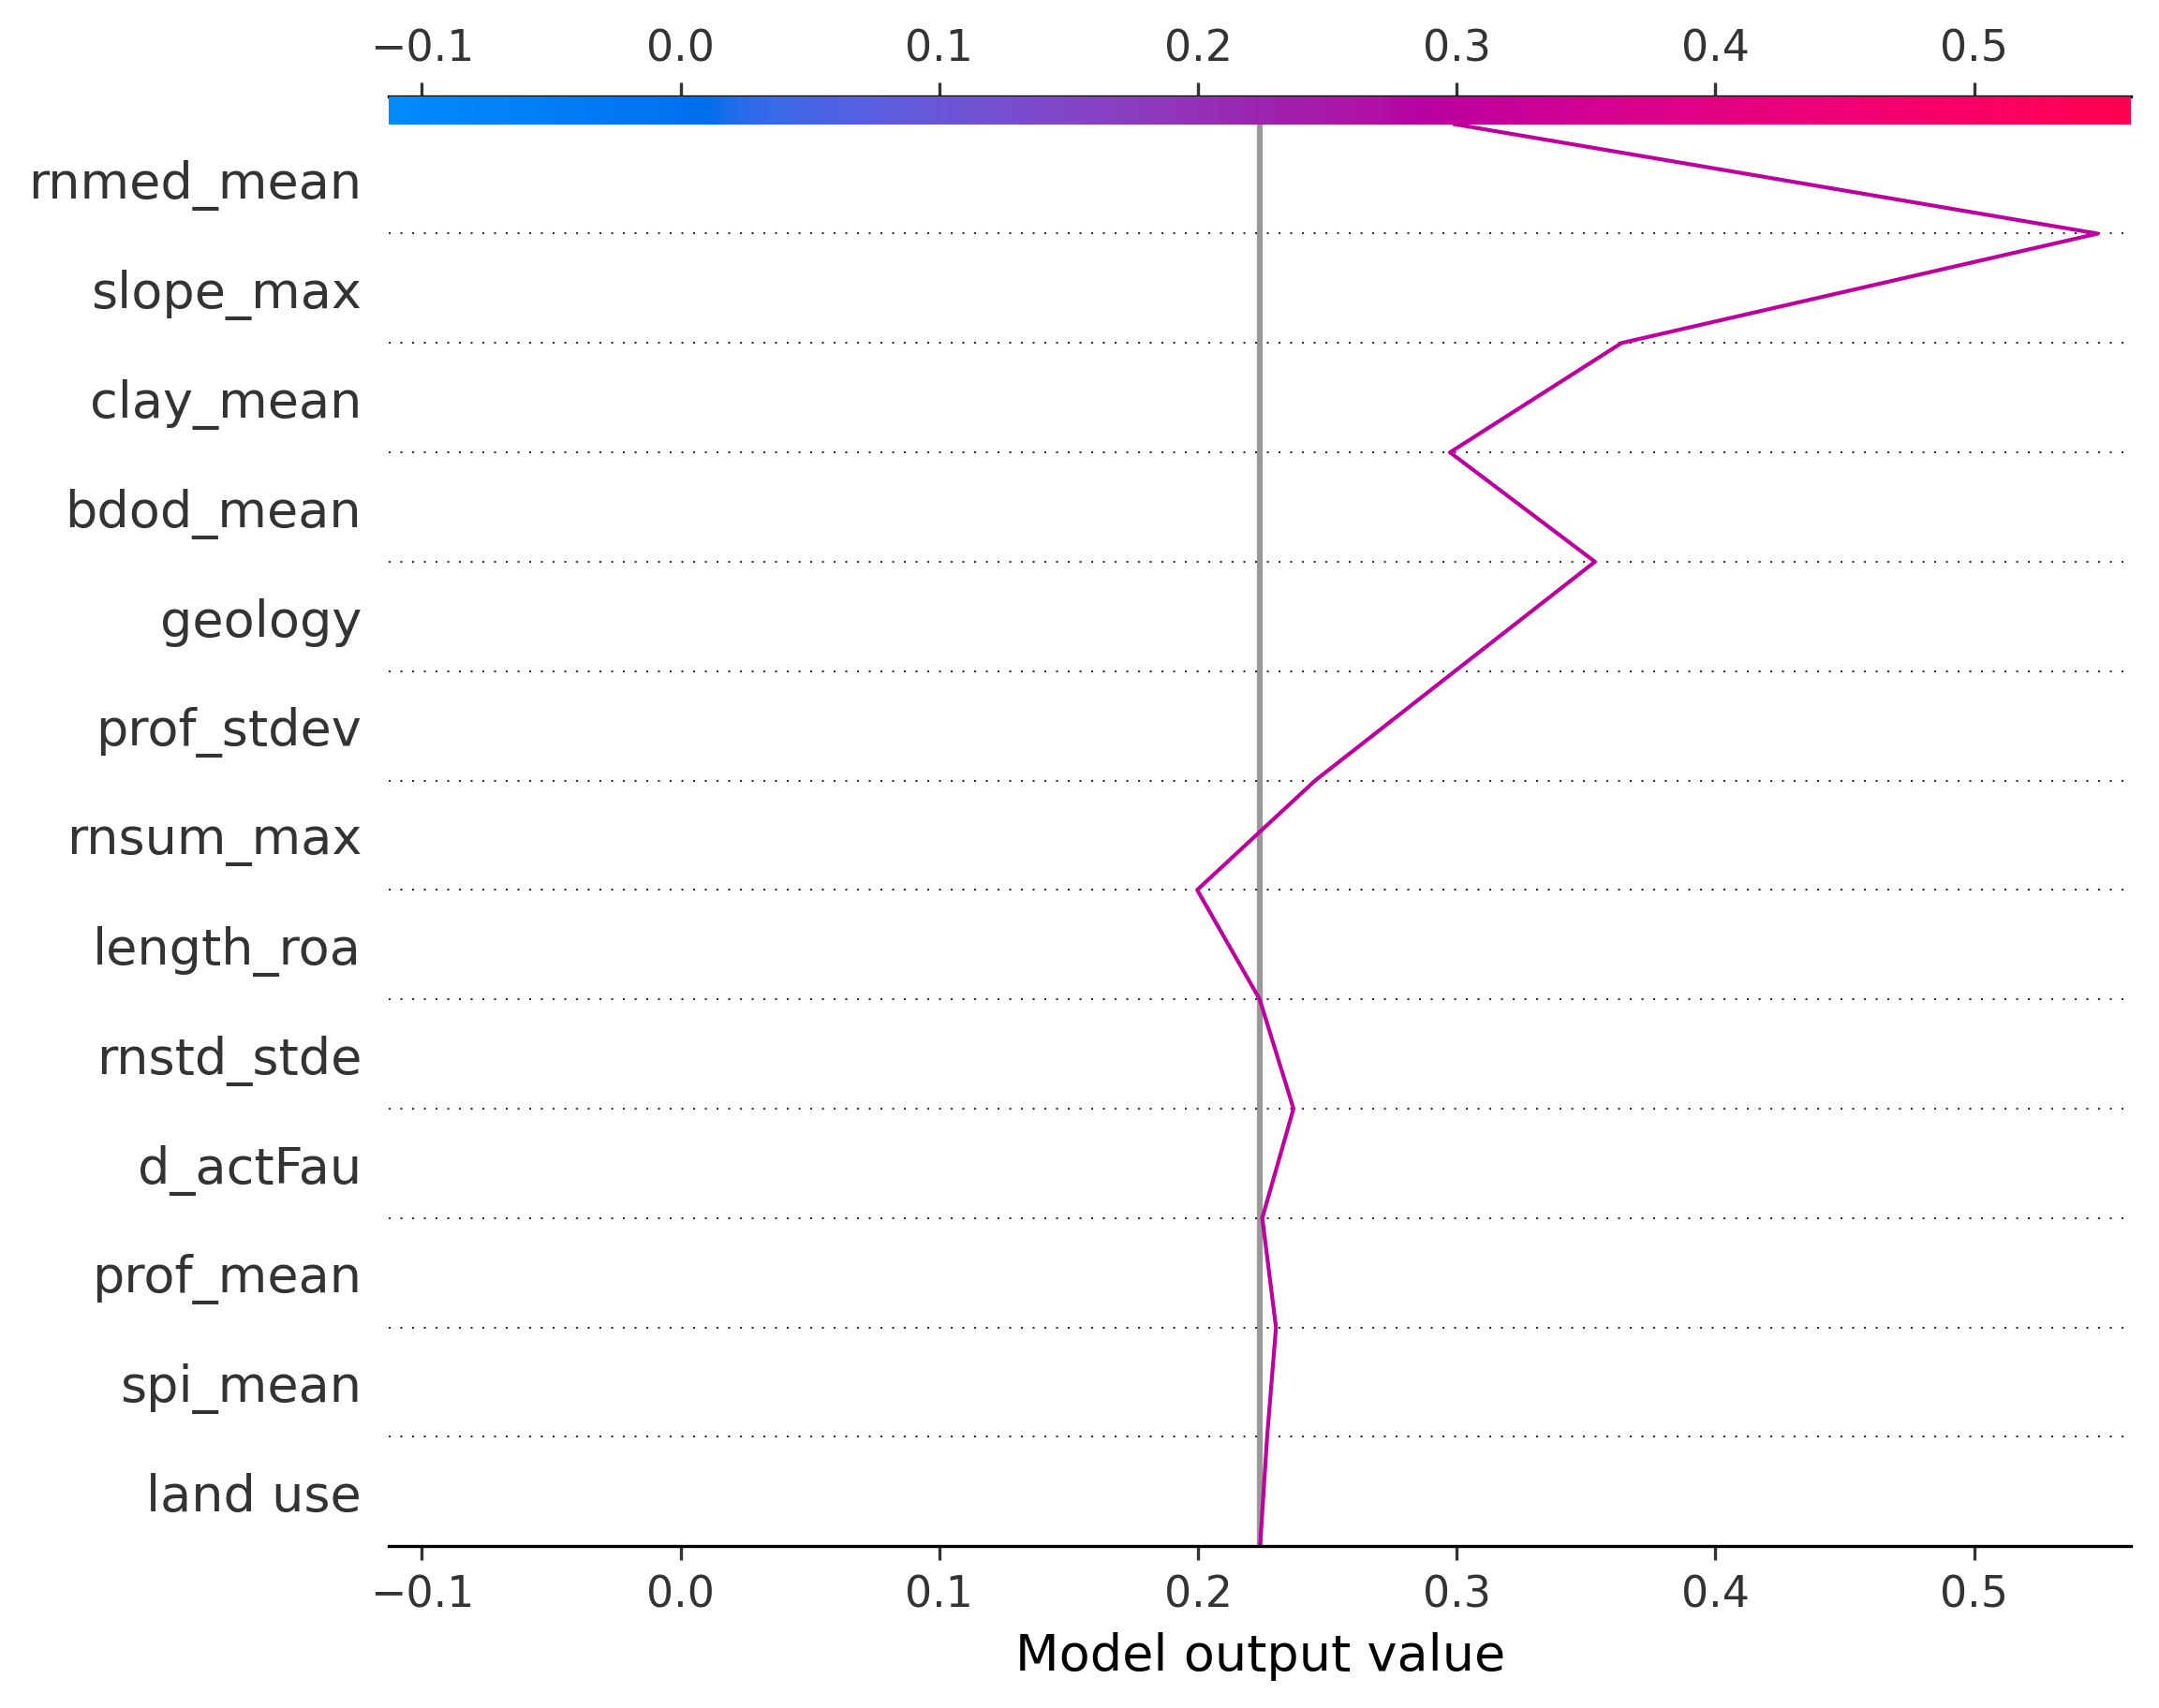 −0.1 0.0 0.1 0.2 0.3 0.4 0.5
rnmed_mean
slope_max
clay_mean
bdod_mean
geology
prof_stdev
rnsum_max
length_roa
rnstd_stde
d_actFau
prof_mean
spi_mean
land use
−0.1 0.0 0.1 0.2 0.3 0.4 0.5
Model output value